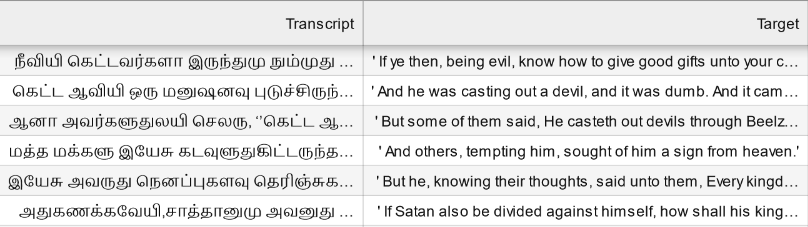 Transcript Target
நீவியி கெட்டவர்களா இருந்துமு நும்முது ... ' If ye then, being evil, know how to give good gifts unto your c...
கெட்ட ஆவியி ஒரு மனுஷனவு புடுச்சிருந்... ' And he was casting out a devil, and it was dumb. And it cam...
ஆனா அவர்களுதுலயி செலரு, ‘’கெட்ட ஆ... ' But some of them said, He casteth out devils through Beelz...
மத்த மக்களு இயேசு கடவுளுதுகிட்டருந்த... ' And others, tempting him, sought of him a sign from heaven.'
இயேசு அவருது நெனப்புகளவு தெரிஞ்சுக... ' But he, knowing their thoughts, said unto them, Every kingd...
அதுகணக்கவேயி,சாத்தானுமு அவனுது ... ' If Satan also be divided against himself, how shall his king...